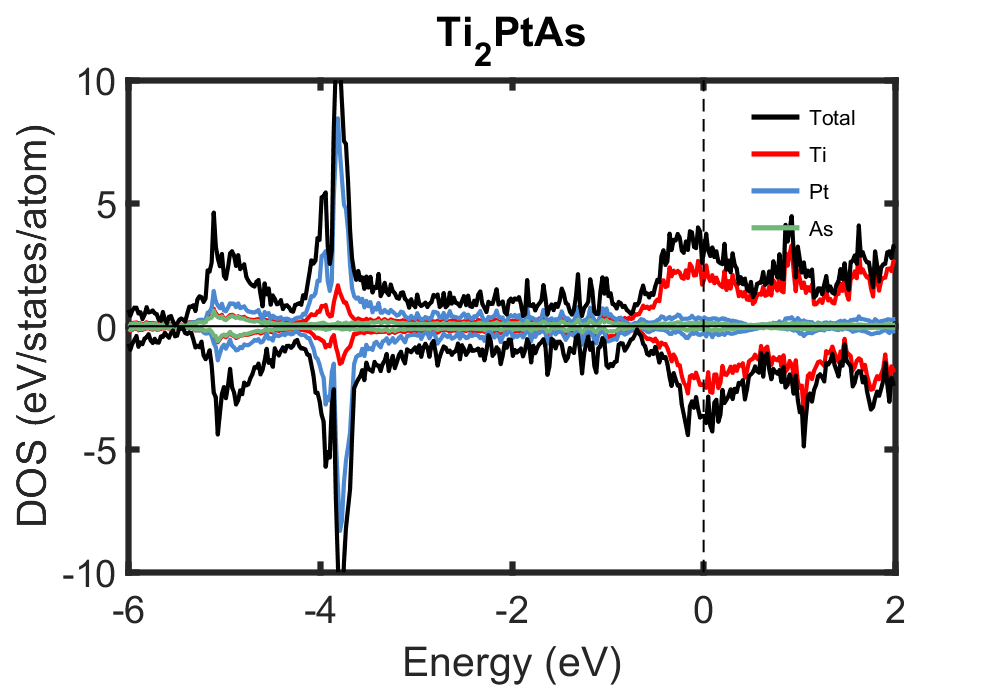 Ti2PtAs
DOS (eV/states/atom)
10
5
0
-5
-10
Total
Ti
Pt
As
-6 -4 -2 0 2
Energy (eV)